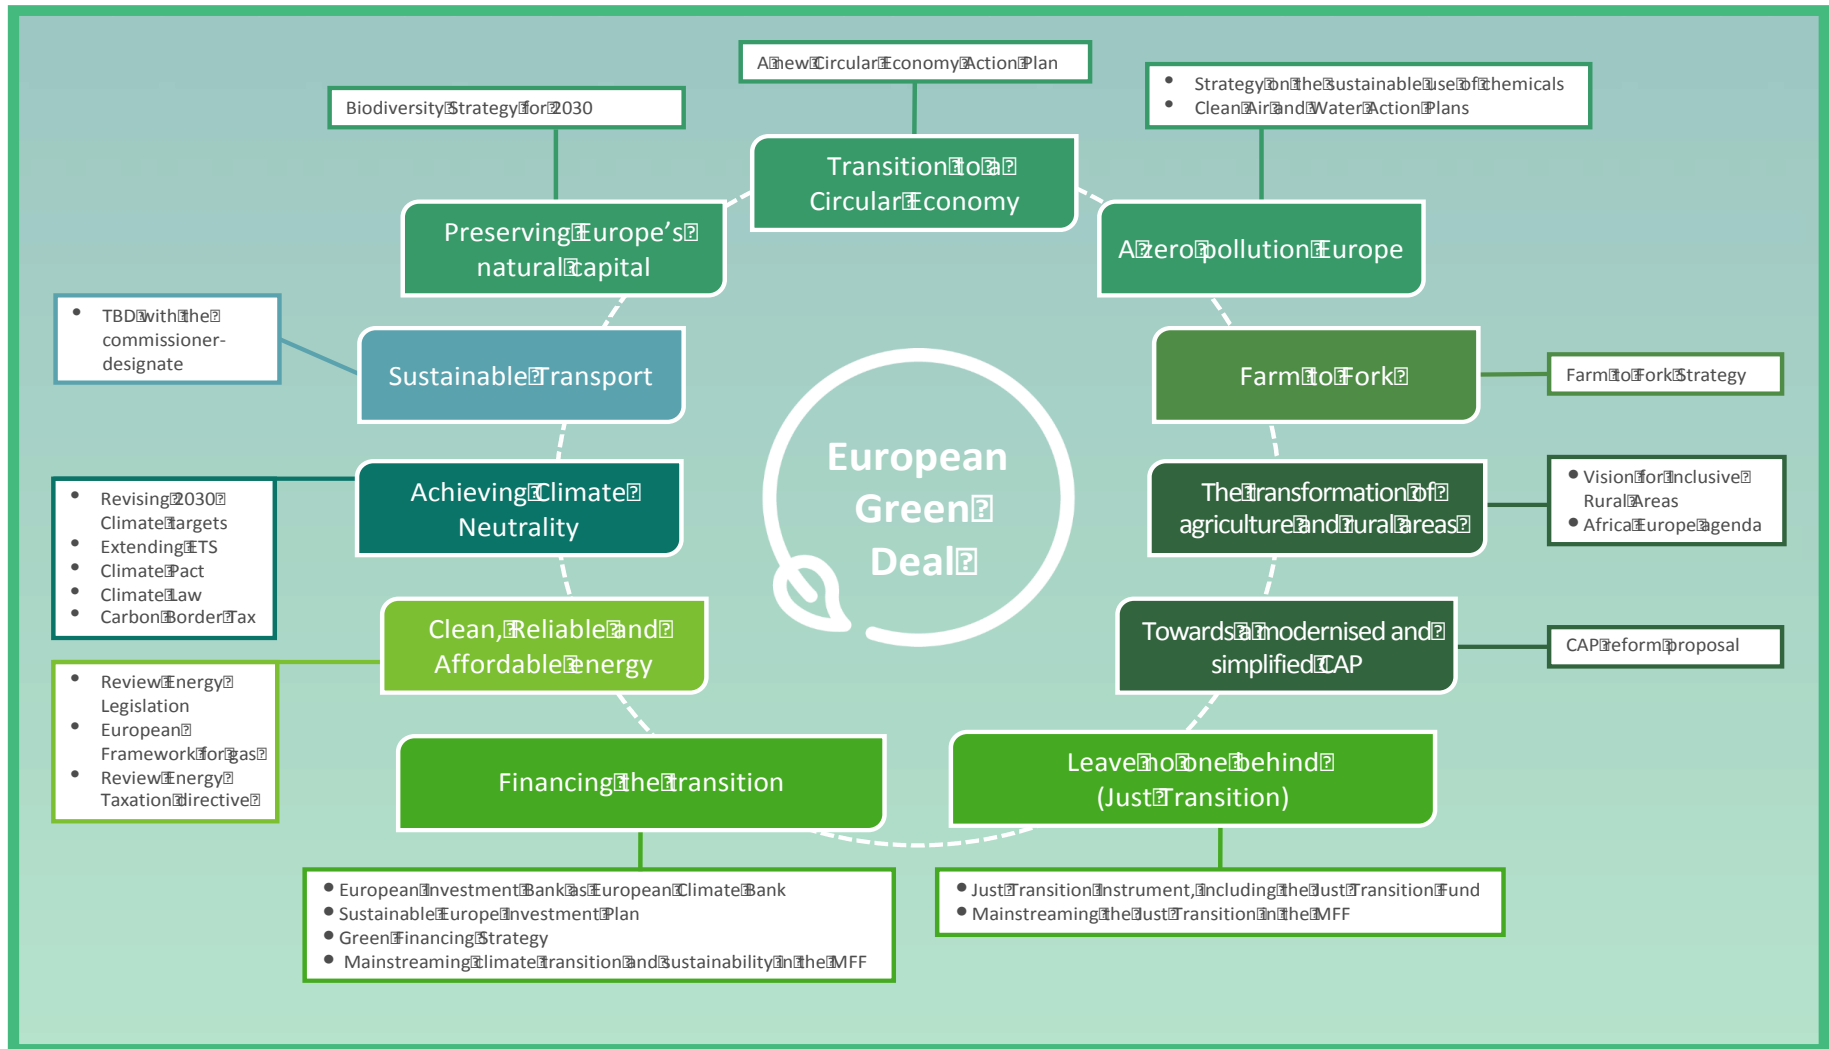 A new Circular Economy Action Plan
Biodiversity Strategy for 2030
• Strategy on the sustainable use of chemicals
• Clean Air and Water Action Plans
Transition to a
Circular Economy
Preserving Europe's
natural capital
A zero pollution Europe
• TBD with the
commissioner-
designate
Sustainable Transport
Farm to Fork
Farm to Fork Strategy
European
Green
Deal
Achieving Climate
Neutrality
• Revising 2030
Climate targets
• Extending ETS
• Climate Pact
• Climate Law
• Carbon Border Tax
The transformation of
agriculture and rural areas
• Vision for Inclusive
Rural Areas
• Africa Europe agenda
Clean, Reliable and
Affordable energy
• Review Energy
Legislation
• European
Framework for gas
• Review Energy
Taxation directive
Towards a modernised and
simplified CAP
CAP reform proposal
Financing the transition
Leave no one behind
(Just Transition)
• European Investment Bank as European Climate Bank
• Sustainable Europe Investment Plan
• Green Financing Strategy
• Mainstreaming climate transition and sustainability in the MFF
• Just Transition Instrument, including the Just Transition Fund
• Mainstreaming the Just Transition in the MFF